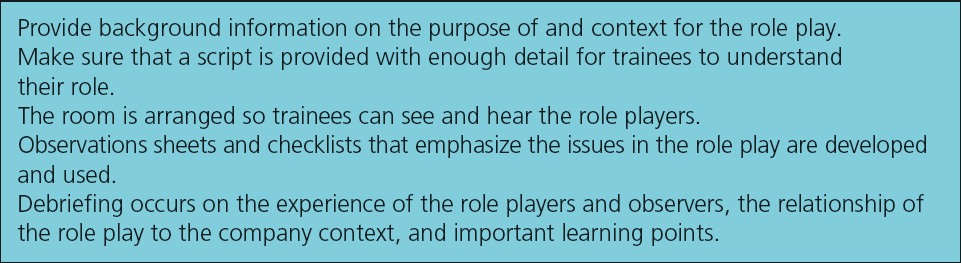 Provide background information on the purpose of and context for the role play.
Make sure that a script is provided with enough detail for trainees to understand
their role.
The room is arranged so trainees can see and hear the role players.
Observations sheets and checklists that emphasize the issues in the role play are developed
and used.
Debriefing occurs on the experience of the role players and observers, the relationship of
the role play to the company context, and important learning points.